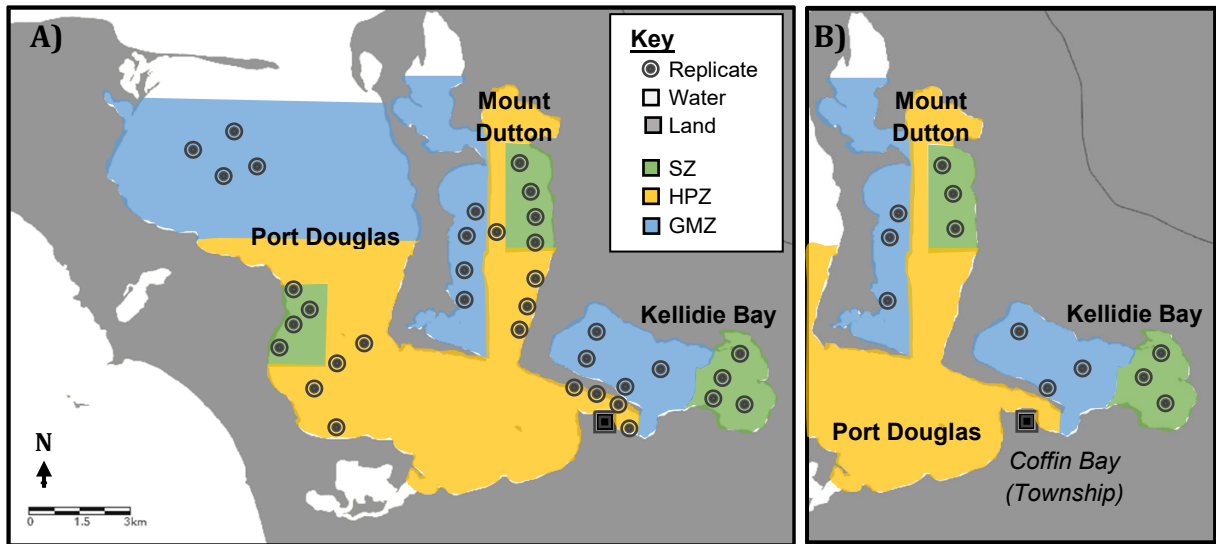 A)
Key
Replicate
Water
Land
SZ
HPZ
GMZ
Mount
Dutton
Port Douglas
Kellidie Bay
N
0 1.5 3km
B)
Mount
Dutton
Kellidie Bay
Port Douglas
Coffin Bay
(Township)